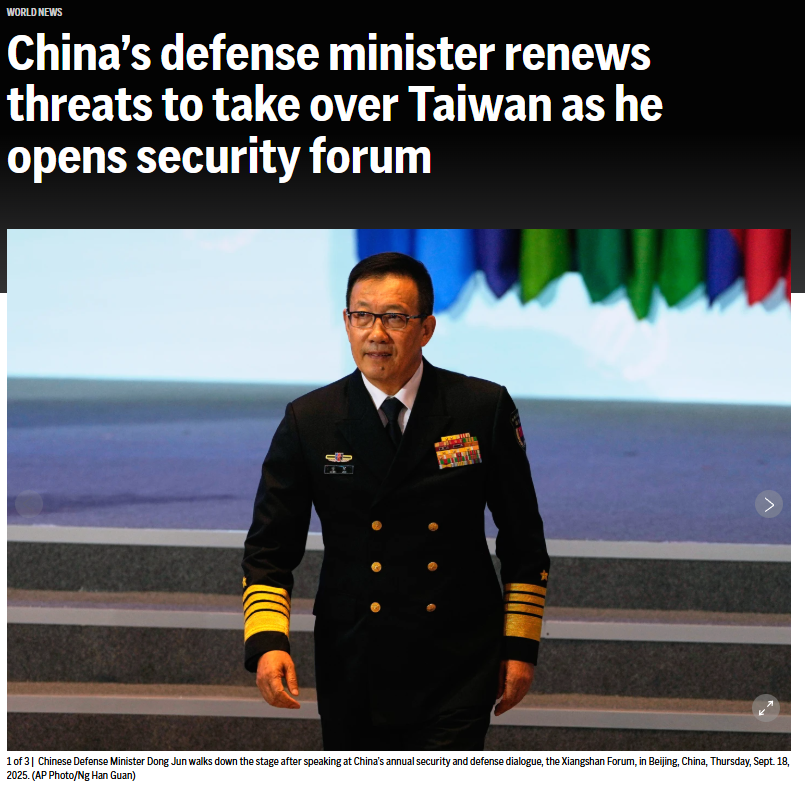 WORLD NEWS
China’s defense minister renews
threats to take over Taiwan as he
opens security forum
1 of 3 | Chinese Defense Minister Dong Jun walks down the stage after speaking at China’s annual security and defense dialogue, the Xiangshan Forum, in Beijing, China, Thursday, Sept. 18,
2025. (AP Photo/Ng Han Guan)